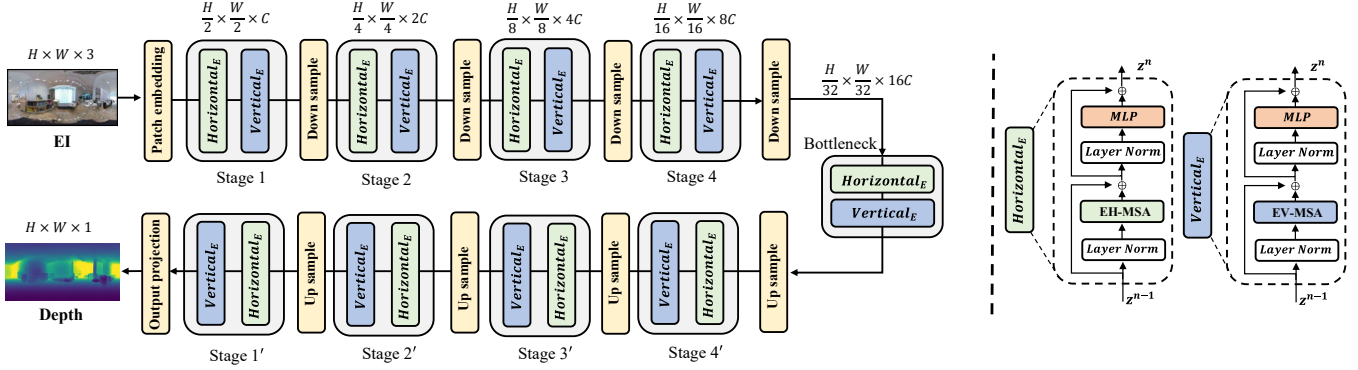 H × W × 3
EI
Patch embedding
H/2 × W/2 × C
Horizontal_E
Vertical_E
Stage 1
Down sample
H/4 × W/4 × 2C
Horizontal_E
Vertical_E
Stage 2
Down sample
H/8 × W/8 × 4C
Horizontal_E
Vertical_E
Stage 3
Down sample
H/16 × W/16 × 8C
Horizontal_E
Vertical_E
Stage 4
Down sample
H/32 × W/32 × 16C
Bottleneck
Horizontal_E
Vertical_E
H × W × 1
Depth
Output projection
Vertical_E
Horizontal_E
Stage 1′
Up sample
Vertical_E
Horizontal_E
Stage 2′
Up sample
Vertical_E
Horizontal_E
Stage 3′
Up sample
Vertical_E
Horizontal_E
Stage 4′
Up sample
Horizontal_E
z^n
⊕
MLP
Layer Norm
⊕
EH-MSA
Layer Norm
z^{n-1}
Vertical_E
z^n
⊕
MLP
Layer Norm
⊕
EV-MSA
Layer Norm
z^{n-1}